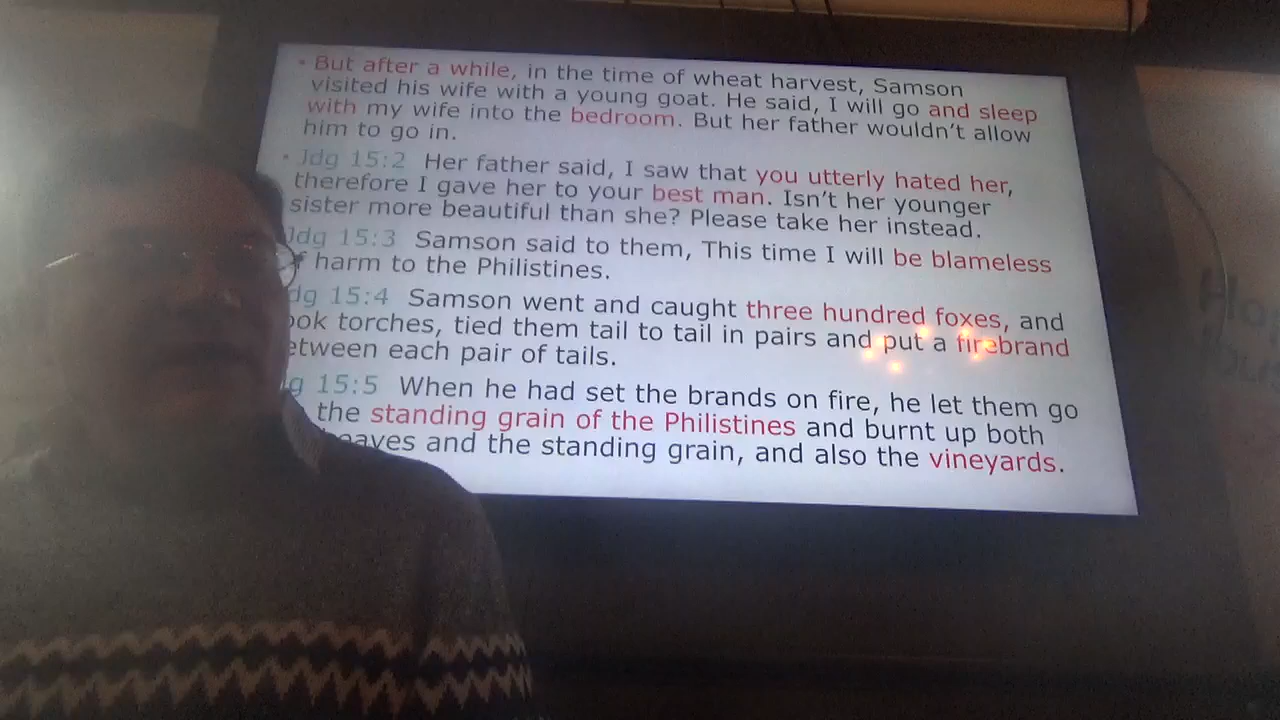 • But after a while, in the time of wheat harvest, Samson
visited his wife with a young goat. He said, I will go and sleep
with my wife into the bedroom. But her father wouldn't allow
him to go in.
• Jdg 15:2 Her father said, I saw that you utterly hated her,
therefore I gave her to your best man. Isn't her younger
sister more beautiful than she? Please take her instead.
Jdg 15:3 Samson said to them, This time I will be blameless
f harm to the Philistines.
dg 15:4 Samson went and caught three hundred foxes, and
ook torches, tied them tail to tail in pairs and put a firebrand
etween each pair of tails.
g 15:5 When he had set the brands on fire, he let them go
the standing grain of the Philistines and burnt up both
eaves and the standing grain, and also the vineyards.